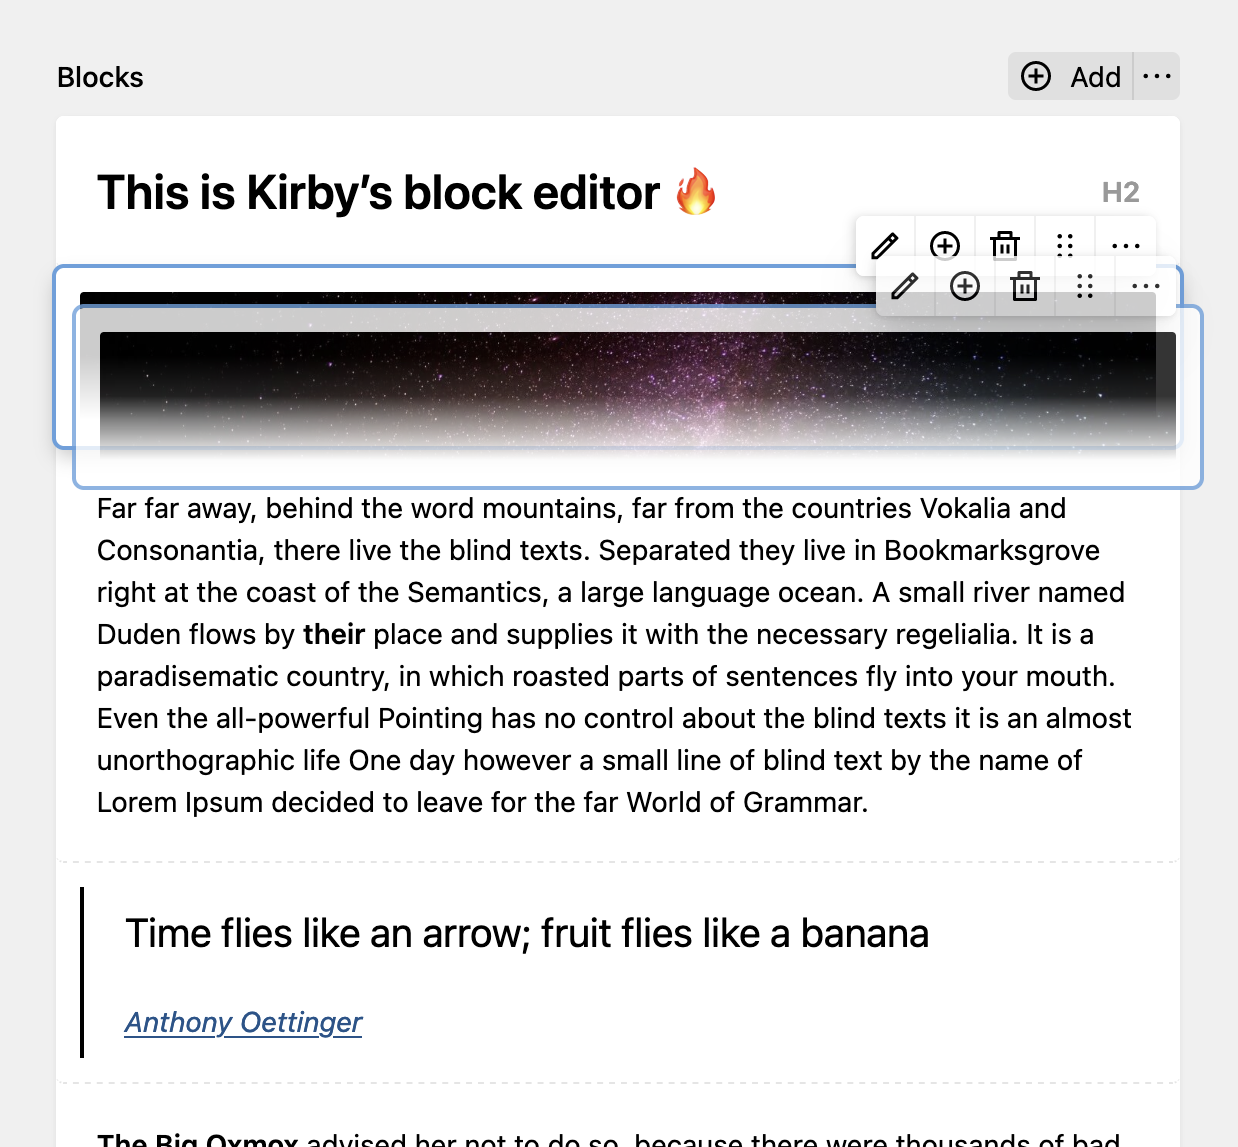 Blocks
Add
This is Kirby’s block editor 🔥
H2
Far far away, behind the word mountains, far from the countries Vokalia and
Consonantia, there live the blind texts. Separated they live in Bookmarksgrove
right at the coast of the Semantics, a large language ocean. A small river named
Duden flows by their place and supplies it with the necessary regelialia. It is a
paradisematic country, in which roasted parts of sentences fly into your mouth.
Even the all-powerful Pointing has no control about the blind texts it is an almost
unorthographic life One day however a small line of blind text by the name of
Lorem Ipsum decided to leave for the far World of Grammar.
Time flies like an arrow; fruit flies like a banana
Anthony Oettinger
The Big Oxmox advised her not to do so, because there were thousands of bad